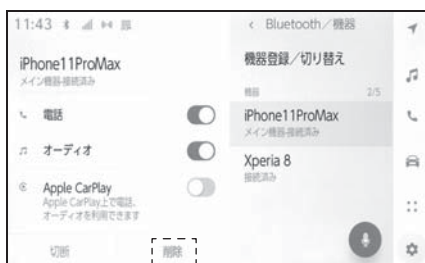 11:43
iPhone11ProMax
メイン機器-接続済み
電話
オーディオ
Apple CarPlay
Apple CarPlay上で電話、
オーディオを利用できます
切断
削除
Bluetooth／機器
機器登録／切り替え
機器 2/5
iPhone11ProMax
メイン機器-接続済み
Xperia 8
接続済み